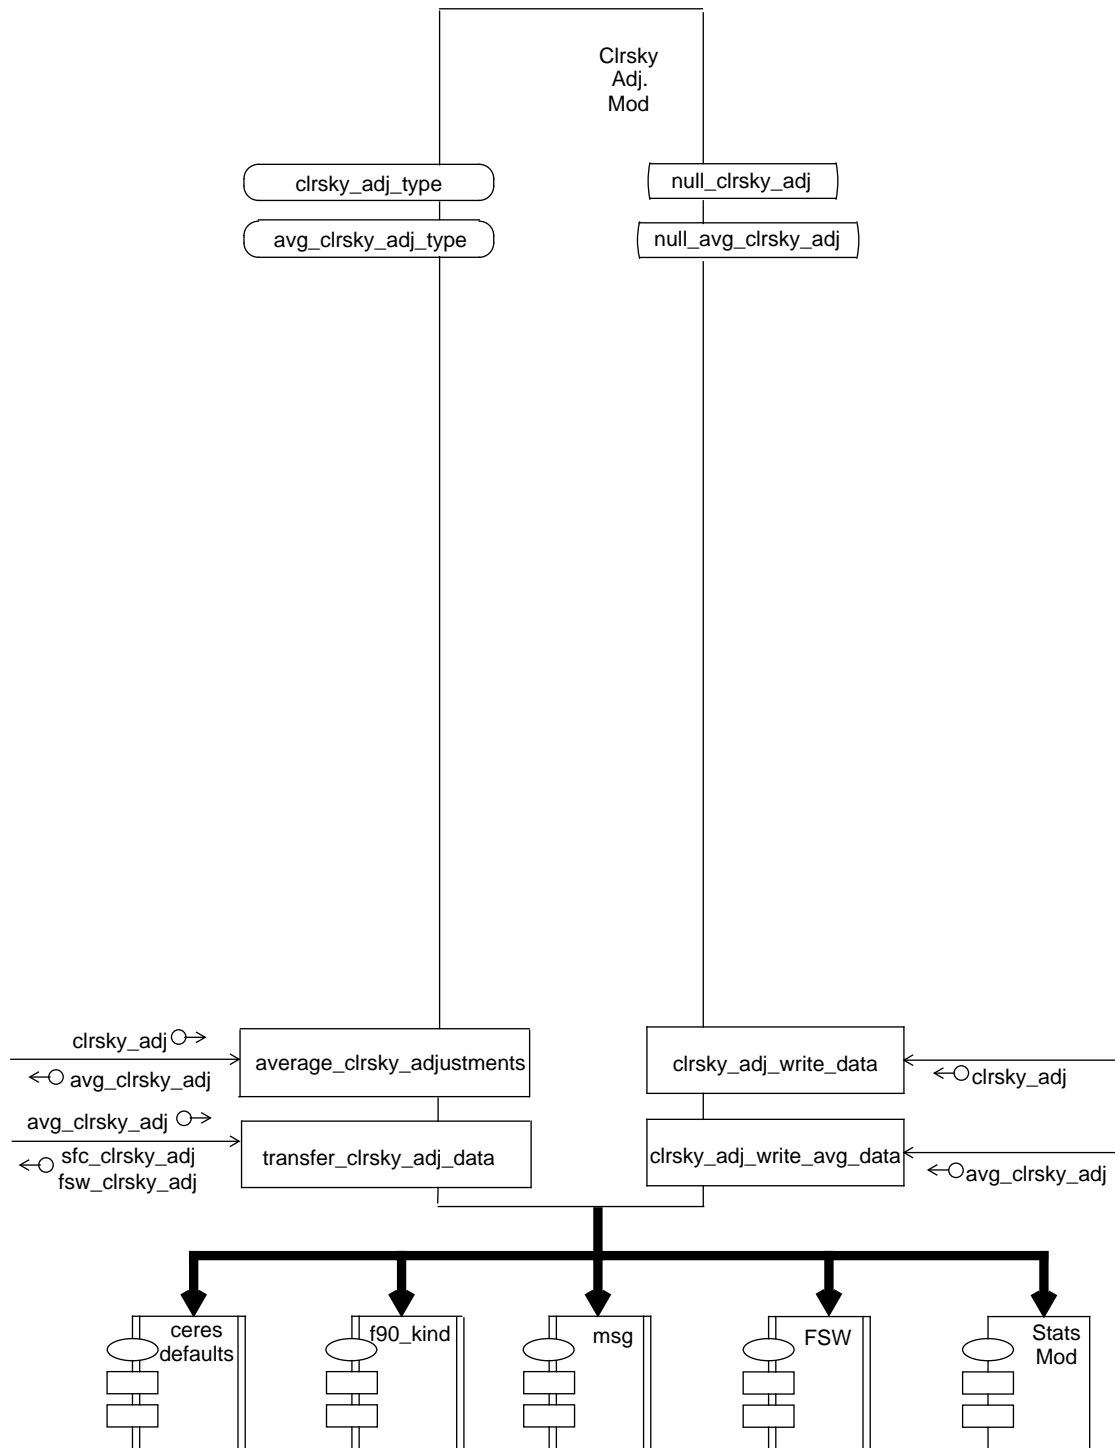 Clrsky
Adj.
Mod
clrsky_adj_type
null_clrsky_adj
avg_clrsky_adj_type
null_avg_clrsky_adj
clrsky_adj
average_clrsky_adjustments
avg_clrsky_adj
clrsky_adj_write_data
clrsky_adj
avg_clrsky_adj
transfer_clrsky_adj_data
sfc_clrsky_adj
fsw_clrsky_adj
clrsky_adj_write_avg_data
avg_clrsky_adj
ceres
defaults
f90_kind
msg
FSW
Stats
Mod